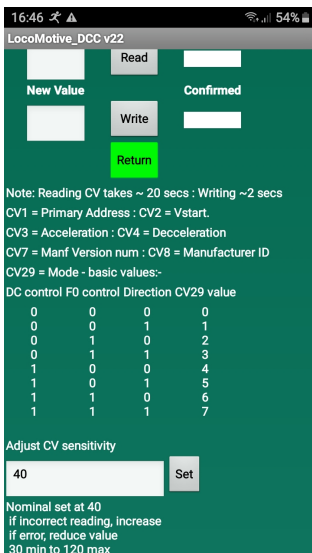 16:46 54%
LocoMotive_DCC v22
Read
New Value Confirmed
Write
Return
Note: Reading CV takes ~ 20 secs : Writing ~2 secs
CV1 = Primary Address : CV2 = Vstart.
CV3 = Acceleration : CV4 = Decceleration
CV7 = Manf Version num : CV8 = Manufacturer ID
CV29 = Mode - basic values:-
DC control F0 control Direction CV29 value
0 0 0 0
0 0 1 1
0 1 0 2
0 1 1 3
1 0 0 4
1 0 1 5
1 1 0 6
1 1 1 7
Adjust CV sensitivity
40 Set
Nominal set at 40
if incorrect reading, increase
if error, reduce value
30 min to 120 max